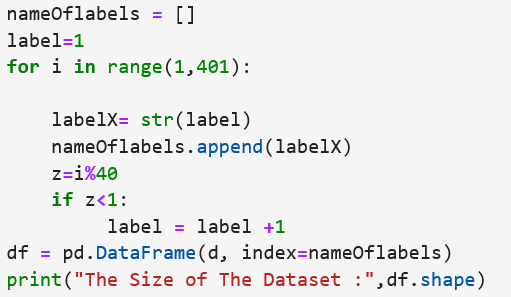 nameOflabels = []
label=1
for i in range(1,401):
    labelX= str(label)
    nameOflabels.append(labelX)
    z=i%40
    if z<1:
        label = label +1
df = pd.DataFrame(d, index=nameOflabels)
print("The Size of The Dataset :",df.shape)